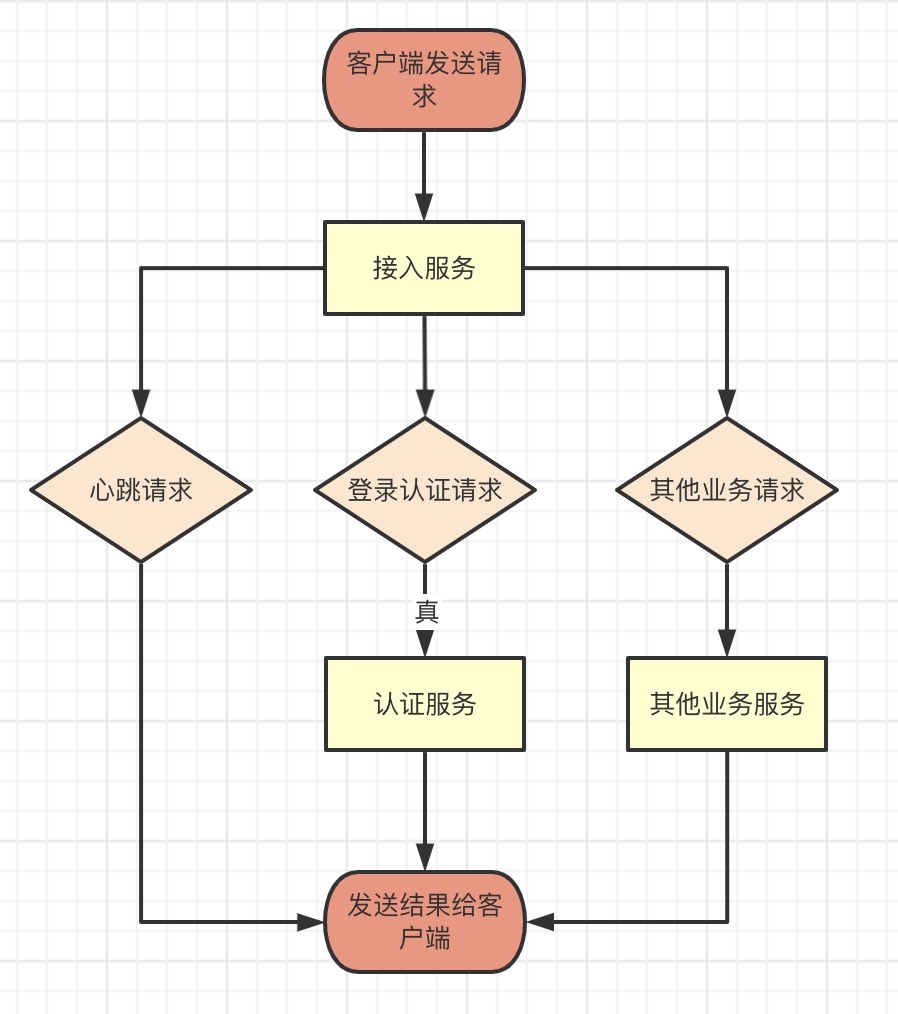 客户端发送请
求
接入服务
心跳请求
登录认证请求
其他业务请求
真
认证服务
其他业务服务
发送结果给客
户端